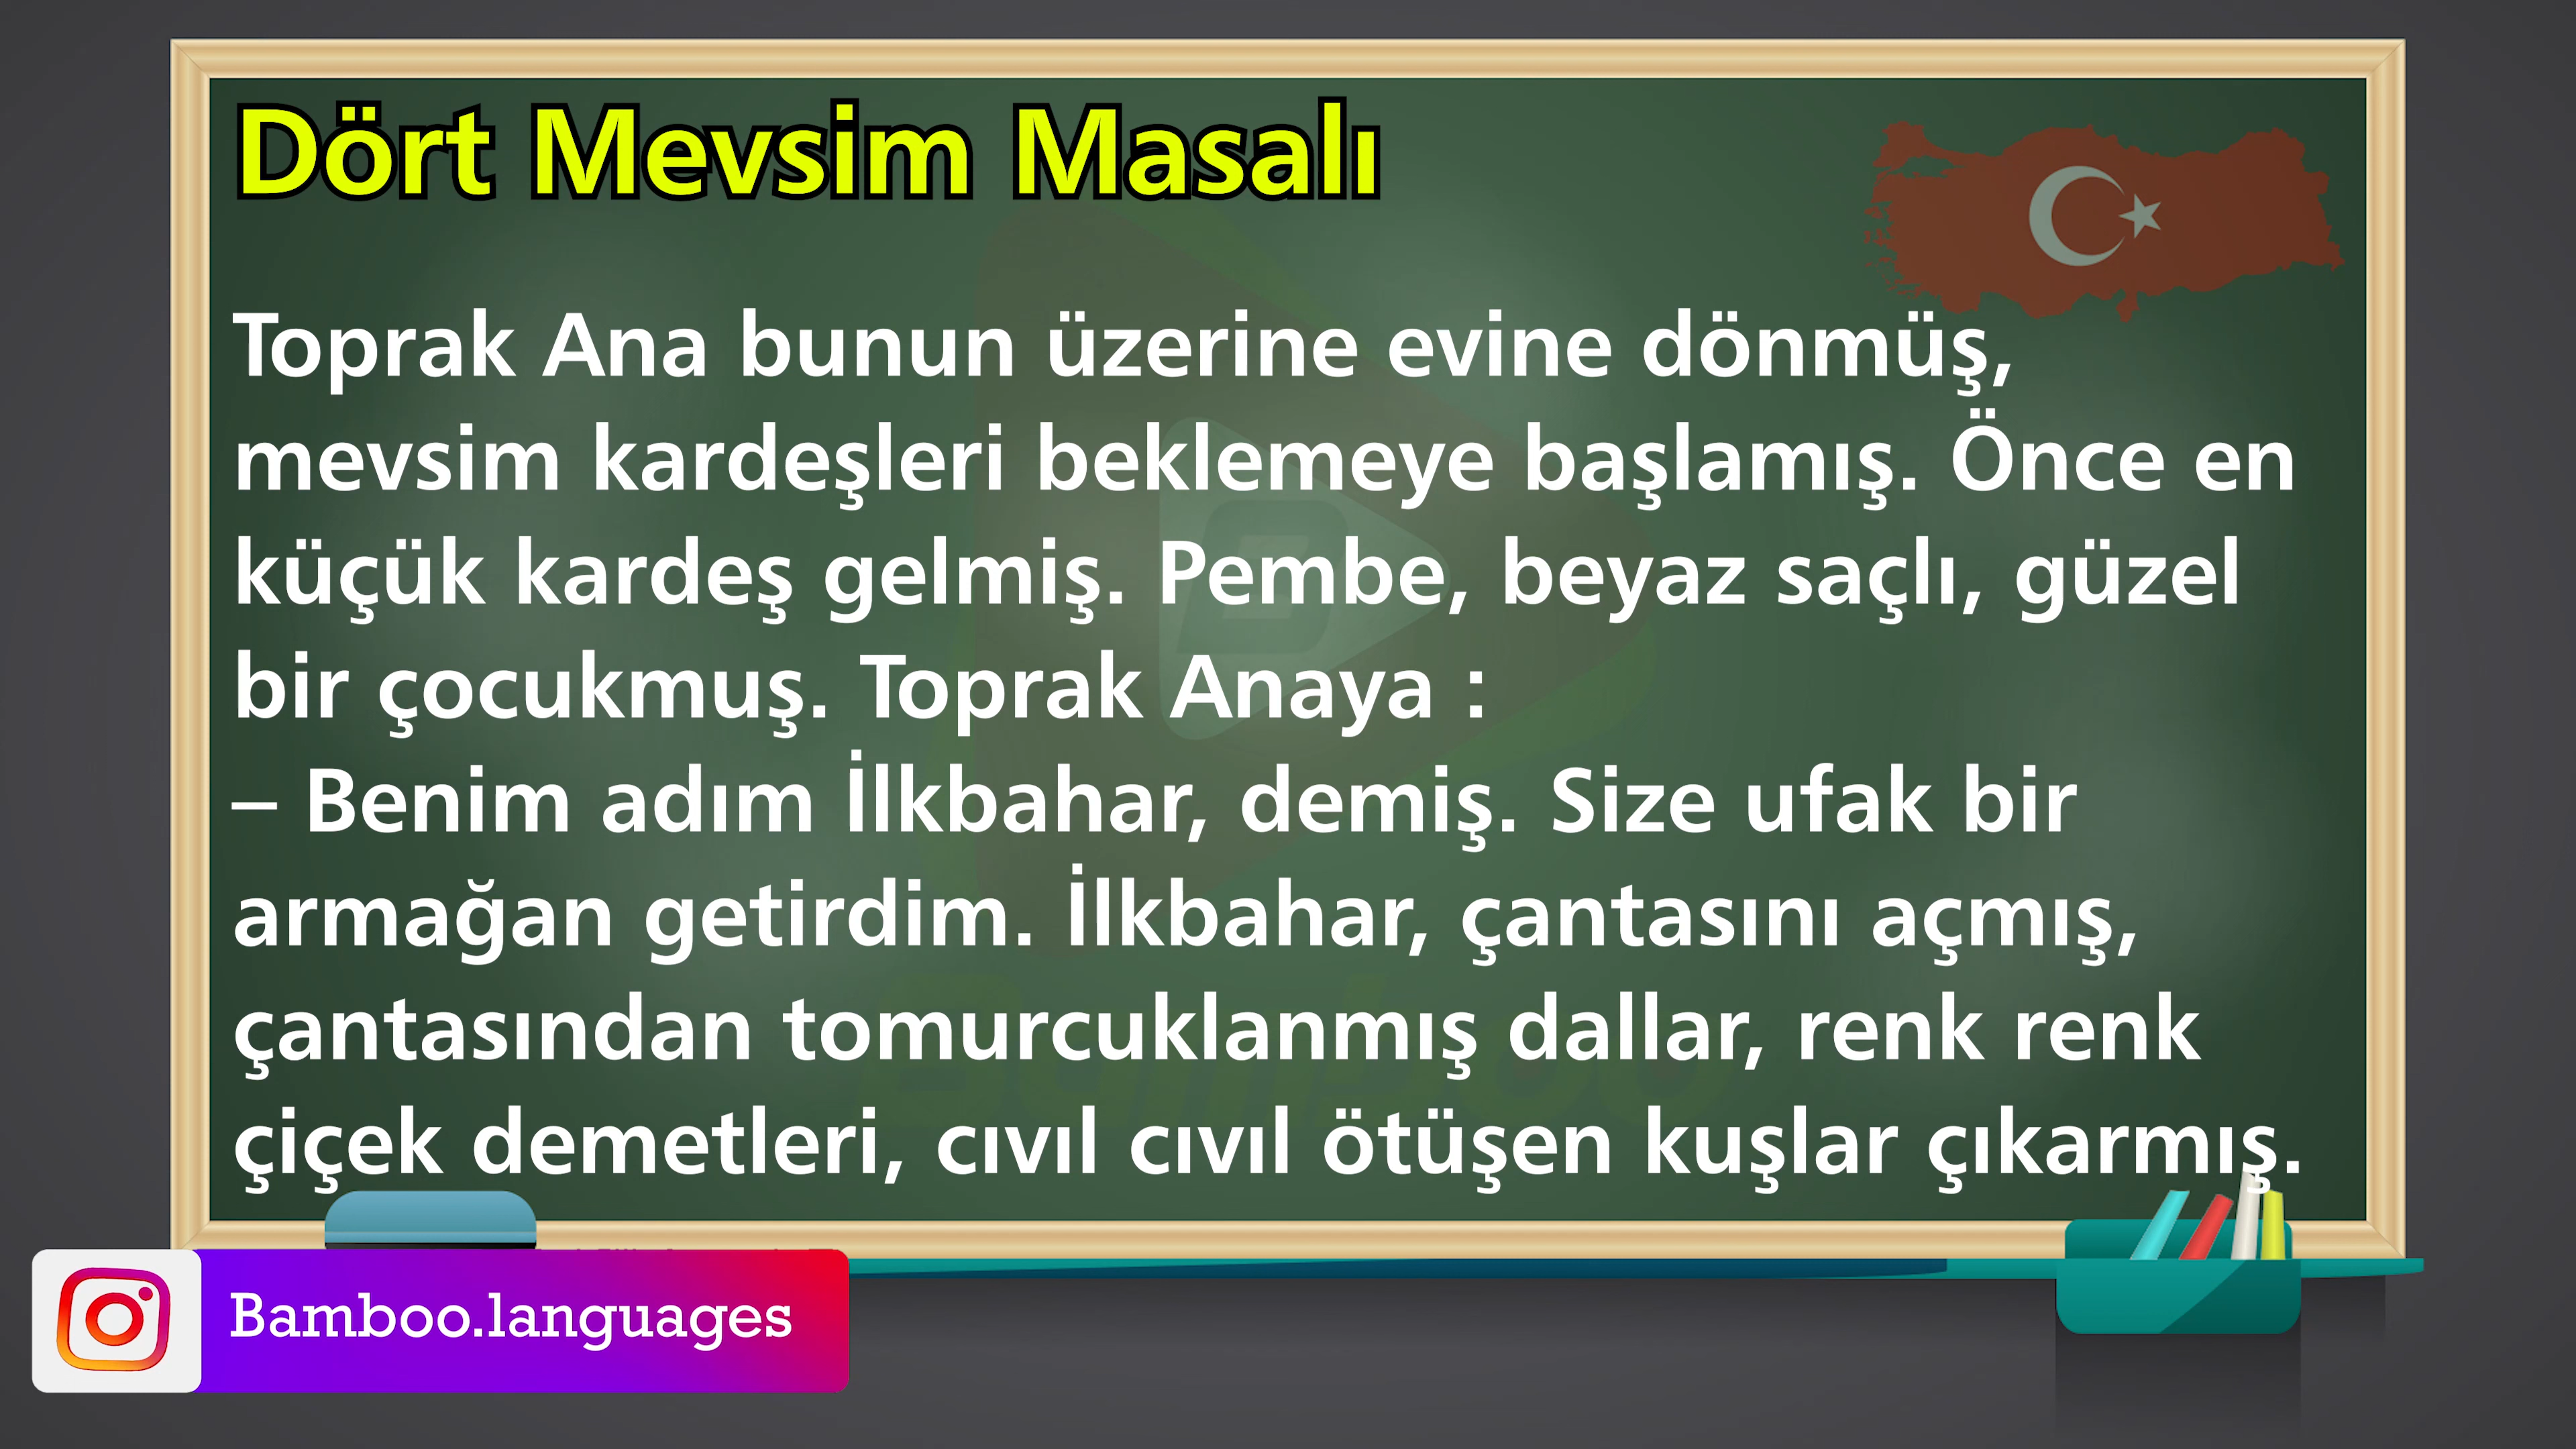 Dört Mevsim Masalı
Toprak Ana bunun üzerine evine dönmüş,
mevsim kardeşleri beklemeye başlamış. Önce en
küçük kardeş gelmiş. Pembe, beyaz saçlı, güzel
bir çocukmuş. Toprak Anaya :
– Benim adım İlkbahar, demiş. Size ufak bir
armağan getirdim. İlkbahar, çantasını açmış,
çantasından tomurcuklanmış dallar, renk renk
çiçek demetleri, cıvıl cıvıl ötüşen kuşlar çıkarmış.
Bamboo.languages